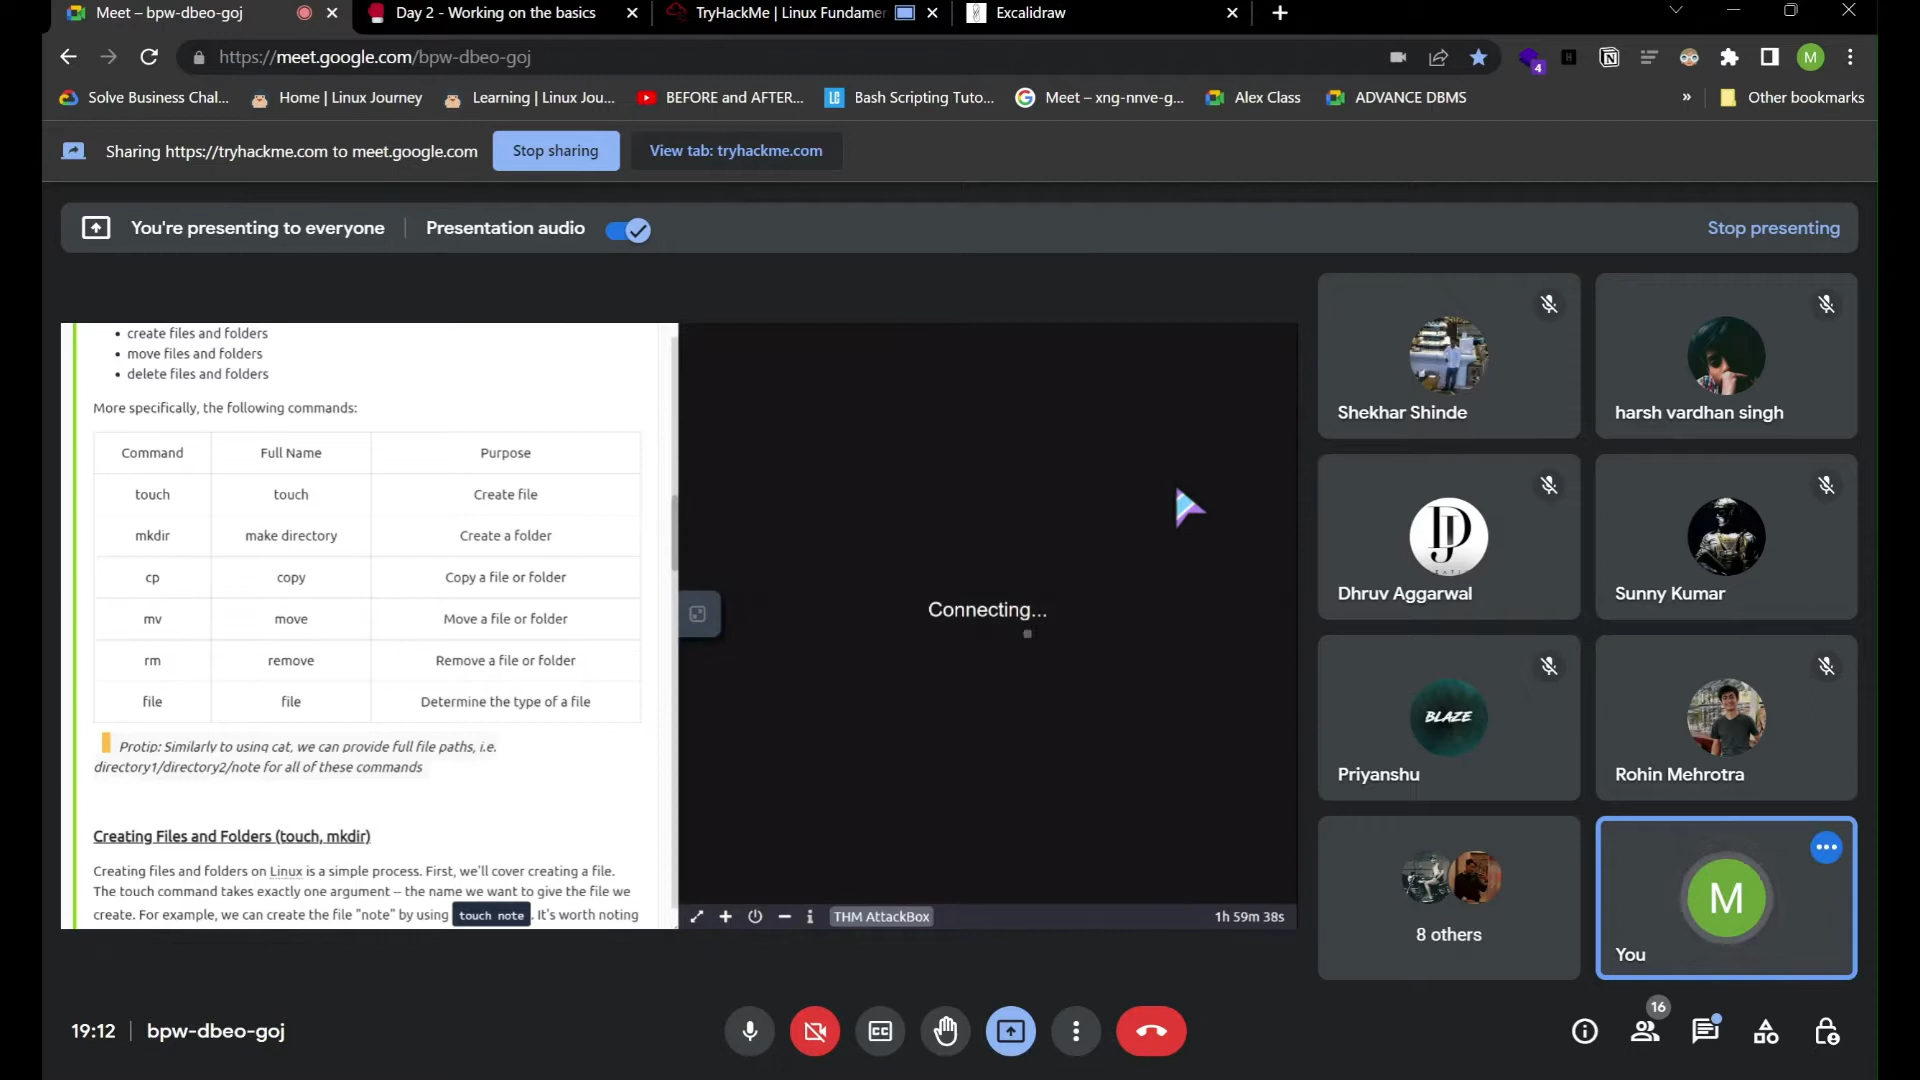 Meet – bpw-dbeo-goj
Day 2 - Working on the basics
TryHackMe | Linux Fundamer
Excalidraw
https://meet.google.com/bpw-dbeo-goj
4
M
Solve Business Chal...
Home | Linux Journey
Learning | Linux Jou...
BEFORE and AFTER...
LC
Bash Scripting Tuto...
Meet – xng-nnve-g...
Alex Class
ADVANCE DBMS
»
Other bookmarks
Sharing https://tryhackme.com to meet.google.com
Stop sharing
View tab: tryhackme.com
You're presenting to everyone
Presentation audio
Stop presenting
• create files and folders
• move files and folders
• delete files and folders
More specifically, the following commands:
Command Full Name Purpose
touch touch Create file
mkdir make directory Create a folder
cp copy Copy a file or folder
mv move Move a file or folder
rm remove Remove a file or folder
file file Determine the type of a file
Protip: Similarly to using cat, we can provide full file paths, i.e.
directory1/directory2/note for all of these commands
Creating Files and Folders (touch, mkdir)
Creating files and folders on Linux is a simple process. First, we'll cover creating a file.
The touch command takes exactly one argument -- the name we want to give the file we
create. For example, we can create the file "note" by using touch note. It's worth noting
Connecting...
THM AttackBox
1h 59m 38s
Shekhar Shinde
harsh vardhan singh
DJ
Dhruv Aggarwal
Sunny Kumar
BLAZE
Priyanshu
Rohin Mehrotra
8 others
M
You
19:12
bpw-dbeo-goj
CC
16